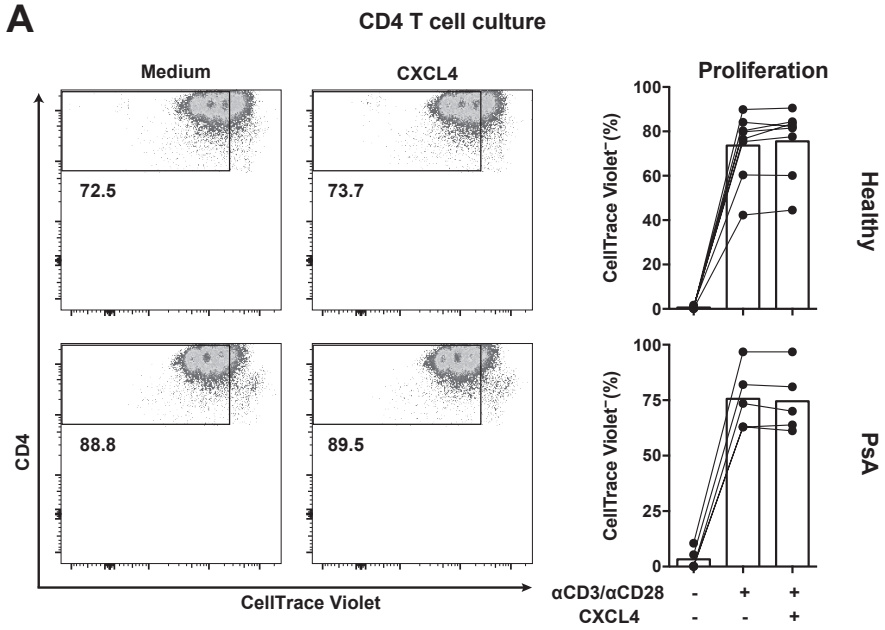 A
CD4 T cell culture
Medium
CXCL4
Proliferation
72.5
73.7
88.8
89.5
CD4
CellTrace Violet
100
80
60
40
20
0
CellTrace Violet⁻(%)
Healthy
100
75
50
25
0
CellTrace Violet⁻(%)
PsA
αCD3/αCD28 - + +
CXCL4 - - +